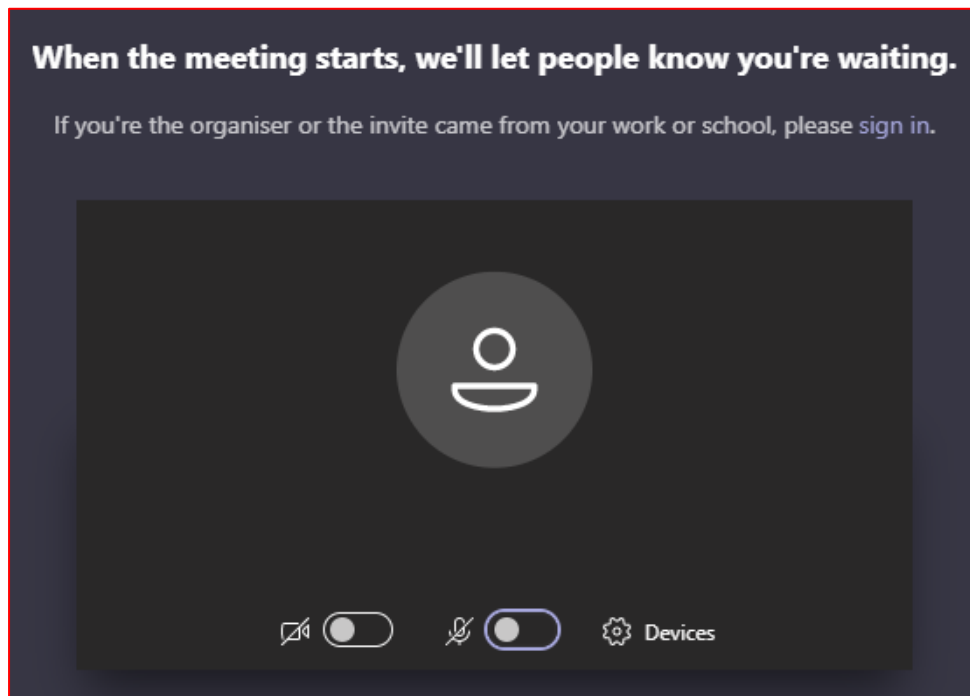 When the meeting starts, we'll let people know you're waiting.
If you're the organiser or the invite came from your work or school, please sign in.
Devices